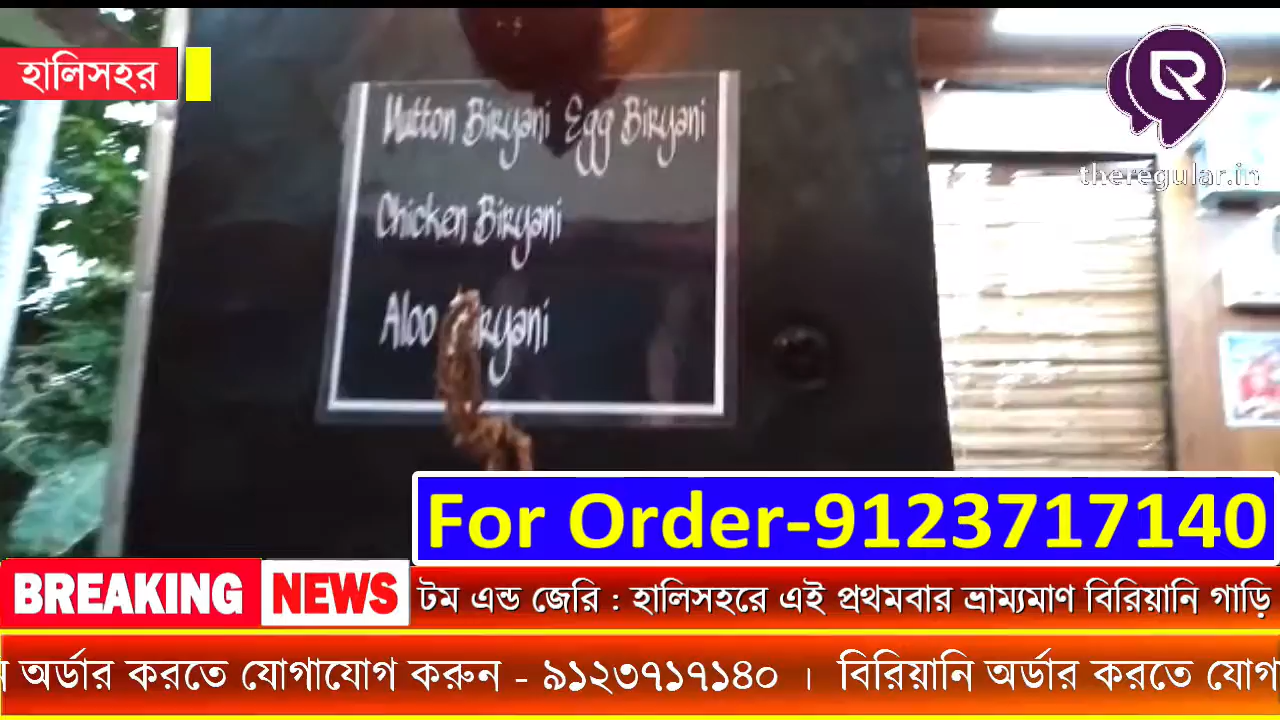 হালিসহর
theregular.in
Mutton Biryani Egg Biryani
Chicken Biryani
Aloo Biryani
For Order-9123717140
BREAKING NEWS টম এন্ড জেরি : হালিসহরে এই প্রথমবার ভ্রাম্যমাণ বিরিয়ানি গাড়ি
অর্ডার করতে যোগাযোগ করুন - ৯১২৩৭১৭১৪০ । বিরিয়ানি অর্ডার করতে যোগ